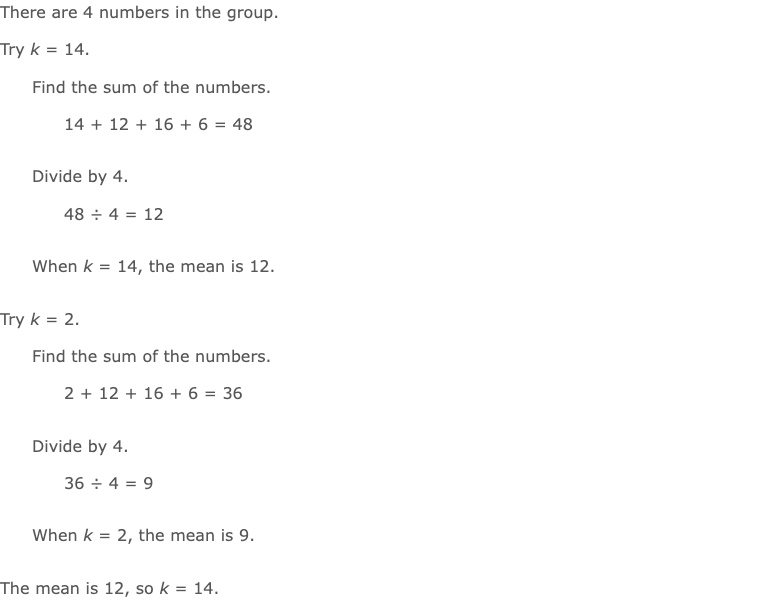 There are 4 numbers in the group.
Try k = 14.
Find the sum of the numbers.
14 + 12 + 16 + 6 = 48
Divide by 4.
48 ÷ 4 = 12
When k = 14, the mean is 12.
Try k = 2.
Find the sum of the numbers.
2 + 12 + 16 + 6 = 36
Divide by 4.
36 ÷ 4 = 9
When k = 2, the mean is 9.
The mean is 12, so k = 14.